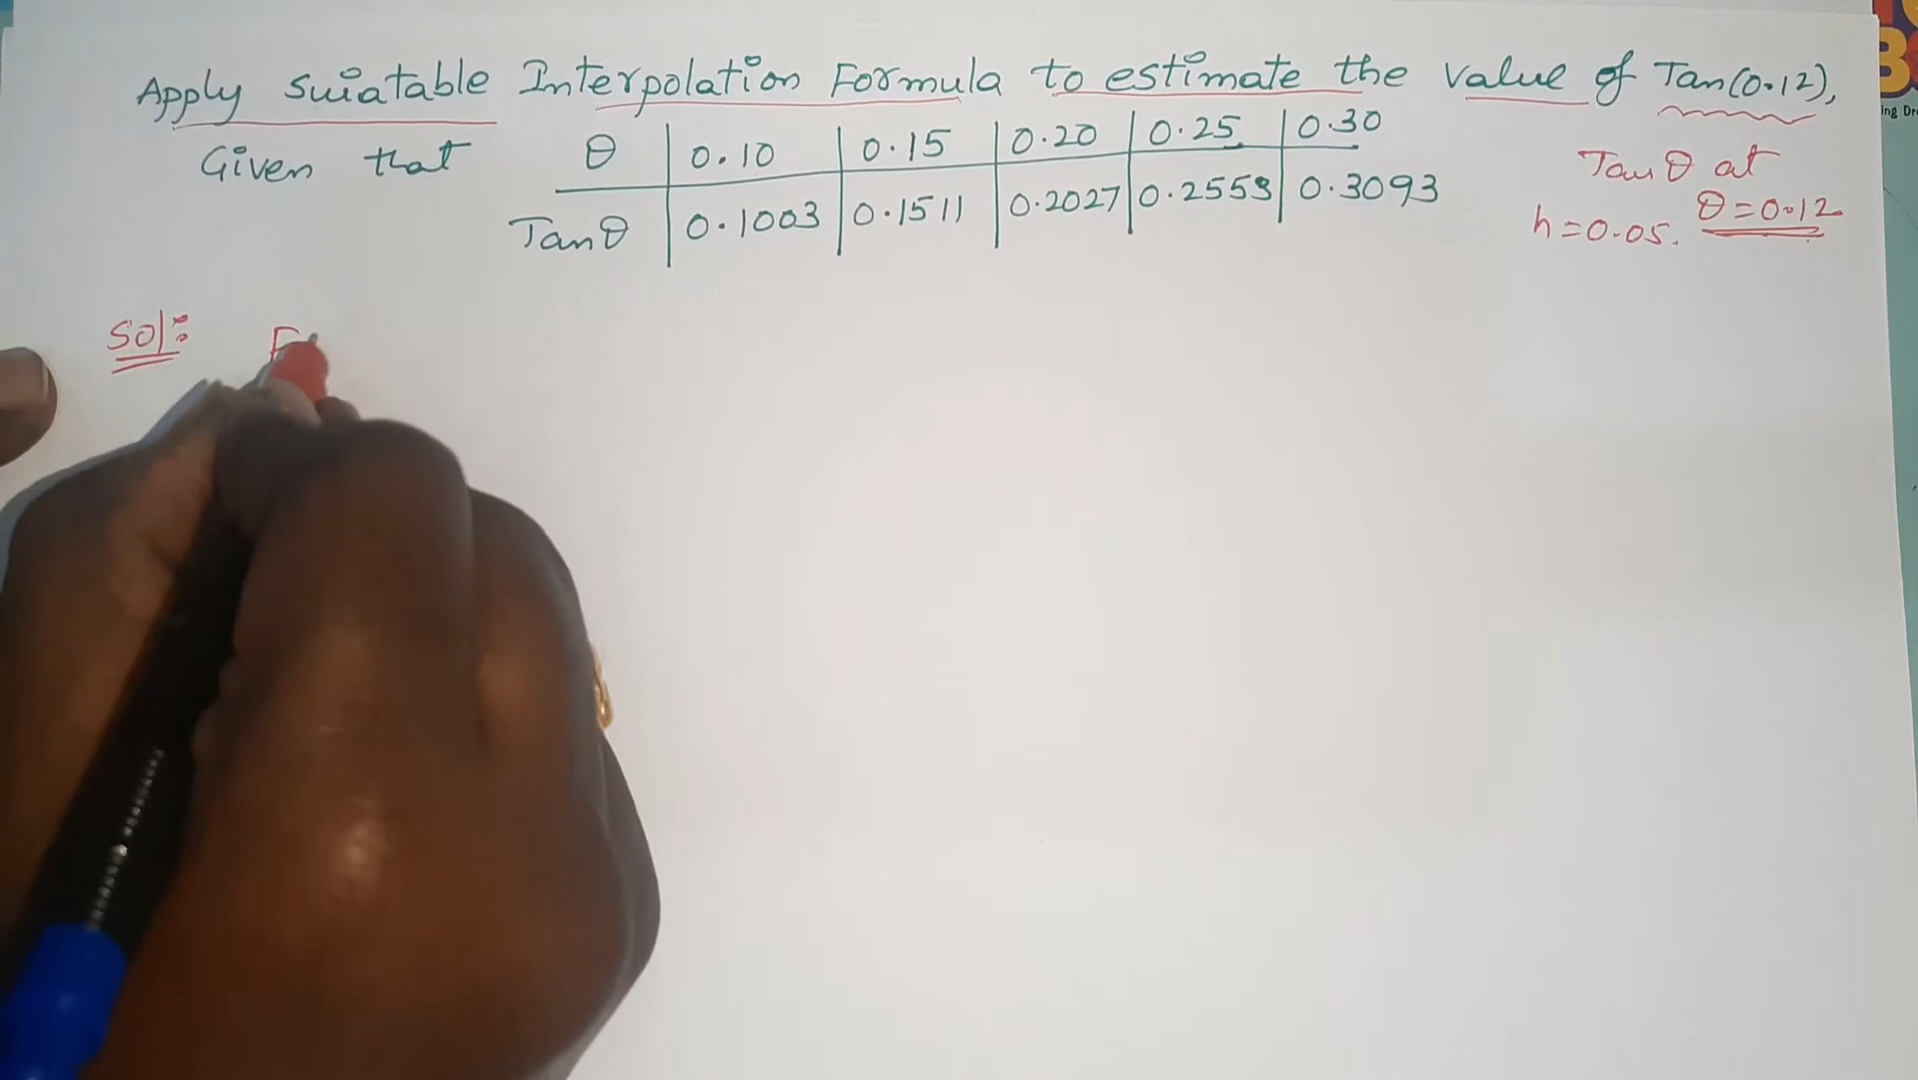 Apply Suiatable Interpolation Formula to estimate the value of Tan(0.12),
Given that
θ | 0.10 | 0.15 | 0.20 | 0.25 | 0.30
Tanθ | 0.1003 | 0.1511 | 0.2027 | 0.2553 | 0.3093
Tanθ at
h=0.05. θ=0.12
Sol: